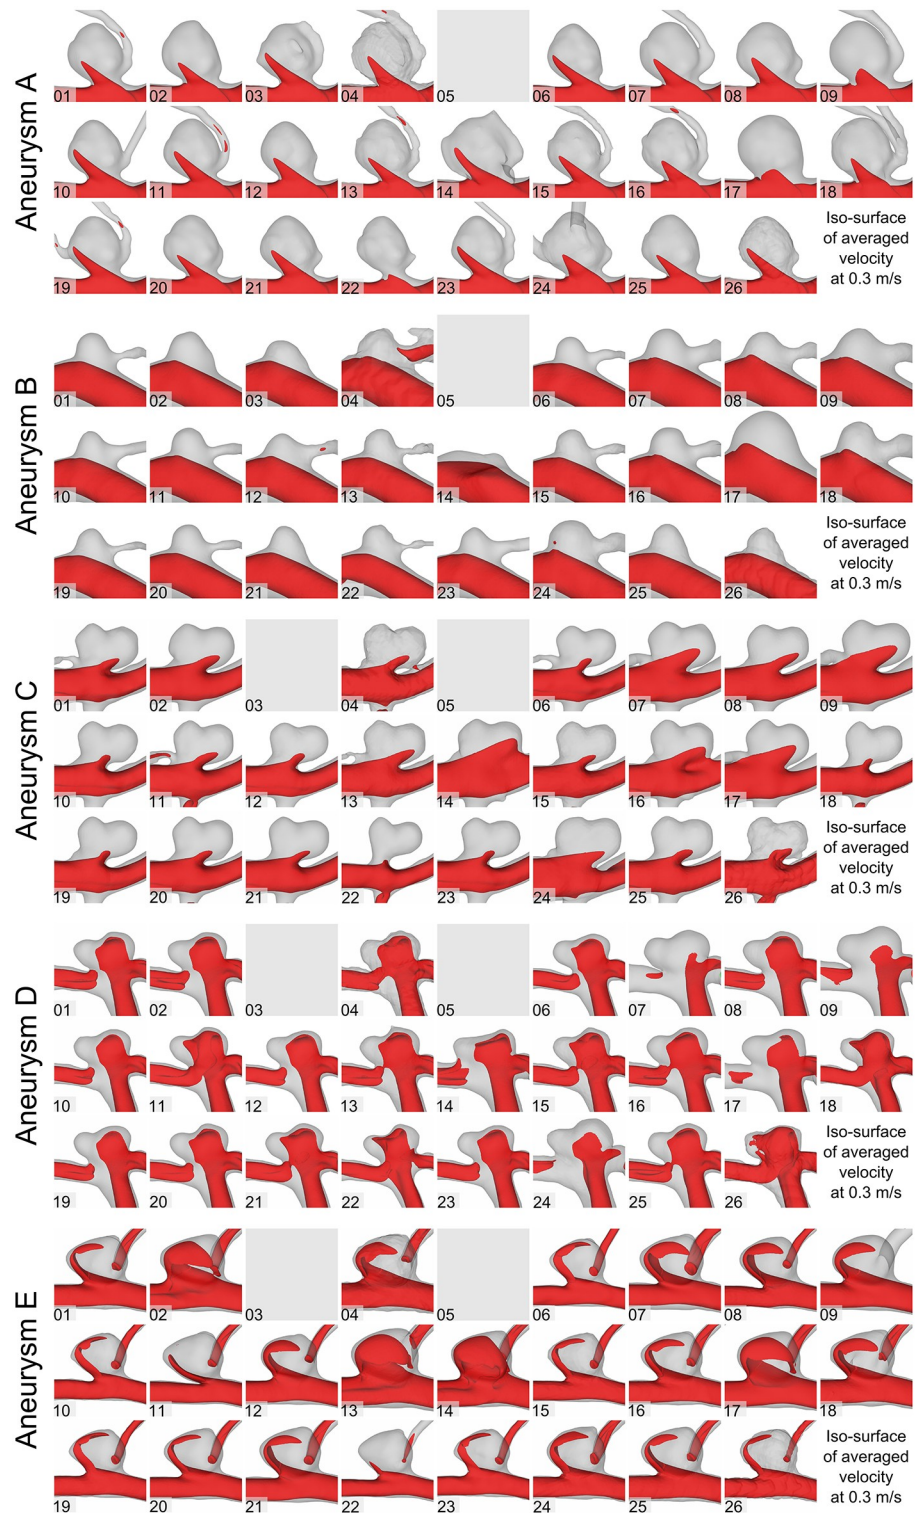 Aneurysm A
01 02 03 04 05 06 07 08 09
10 11 12 13 14 15 16 17 18
19 20 21 22 23 24 25 26
Iso-surface
of averaged
velocity
at 0.3 m/s
Aneurysm B
01 02 03 04 05 06 07 08 09
10 11 12 13 14 15 16 17 18
19 20 21 22 23 24 25 26
Iso-surface
of averaged
velocity
at 0.3 m/s
Aneurysm C
01 02 03 04 05 06 07 08 09
10 11 12 13 14 15 16 17 18
19 20 21 22 23 24 25 26
Iso-surface
of averaged
velocity
at 0.3 m/s
Aneurysm D
01 02 03 04 05 06 07 08 09
10 11 12 13 14 15 16 17 18
19 20 21 22 23 24 25 26
Iso-surface
of averaged
velocity
at 0.3 m/s
Aneurysm E
01 02 03 04 05 06 07 08 09
10 11 12 13 14 15 16 17 18
19 20 21 22 23 24 25 26
Iso-surface
of averaged
velocity
at 0.3 m/s